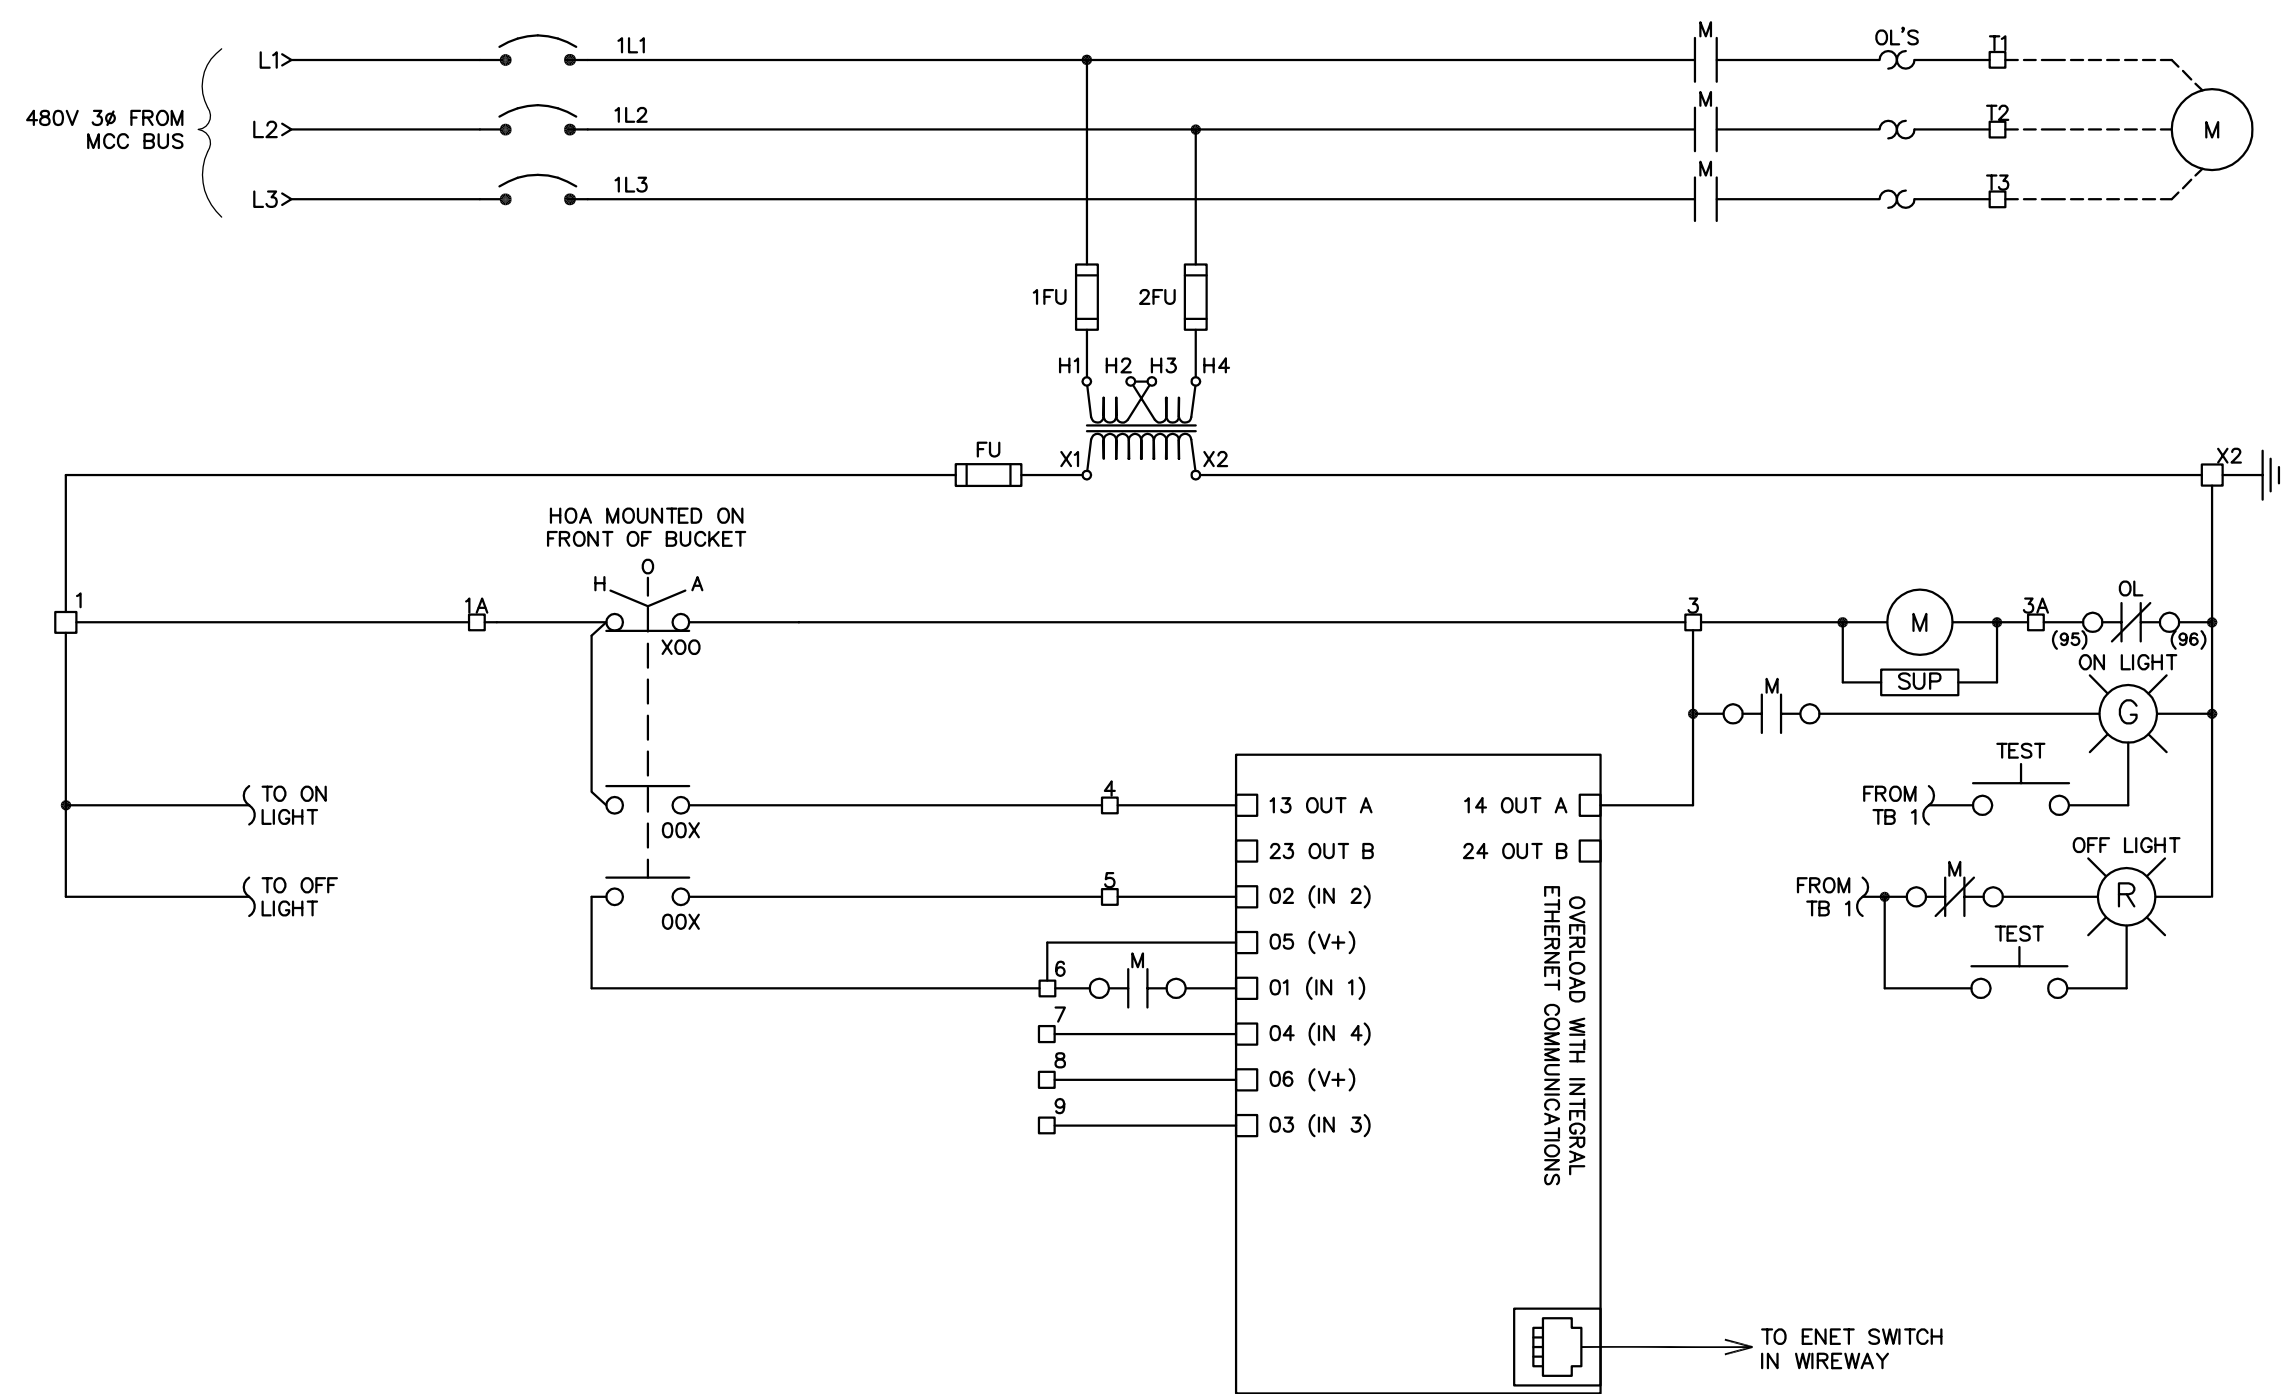 M
OL'S
T1
L1
1L1
480V 3ø FROM
MCC BUS
L2
1L2
M
T2
M
L3
1L3
M
T3
1FU
2FU
H1
H2
H3
H4
FU
X1
X2
X2
HOA MOUNTED ON
FRONT OF BUCKET
O
H
A
1
1A
XOO
3
M
3A
OL
(95)
(96)
SUP
ON LIGHT
M
G
TEST
TO ON
LIGHT
OOX
4
13 OUT A
14 OUT A
FROM
TB 1
23 OUT B
24 OUT B
OFF LIGHT
TO OFF
LIGHT
OOX
5
02 (IN 2)
FROM
TB 1
M
R
TEST
05 (V+)
6
M
01 (IN 1)
7
04 (IN 4)
8
06 (V+)
9
03 (IN 3)
OVERLOAD WITH INTEGRAL
ETHERNET COMMUNICATIONS
TO ENET SWITCH
IN WIREWAY